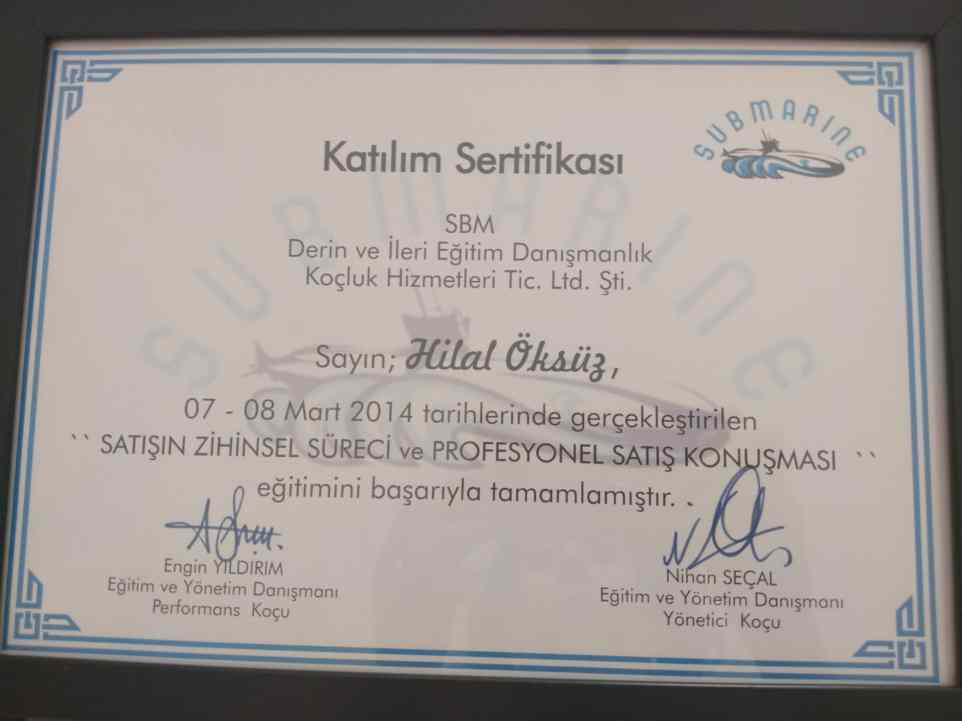 SUBMARINE
Katılım Sertifikası
SBM
Derin ve İleri Eğitim Danışmanlık
Koçluk Hizmetleri Tic. Ltd. Şti.
Sayın; Hilal Öksüz,
07 - 08 Mart 2014 tarihlerinde gerçekleştirilen
`` SATIŞIN ZİHİNSEL SÜRECİ ve PROFESYONEL SATIŞ KONUŞMASI ``
eğitimini başarıyla tamamlamıştır. .
Engin YILDIRIM
Eğitim ve Yönetim Danışmanı
Performans Koçu
Nihan SEÇAL
Eğitim ve Yönetim Danışmanı
Yönetici Koçu
SUBMARINE